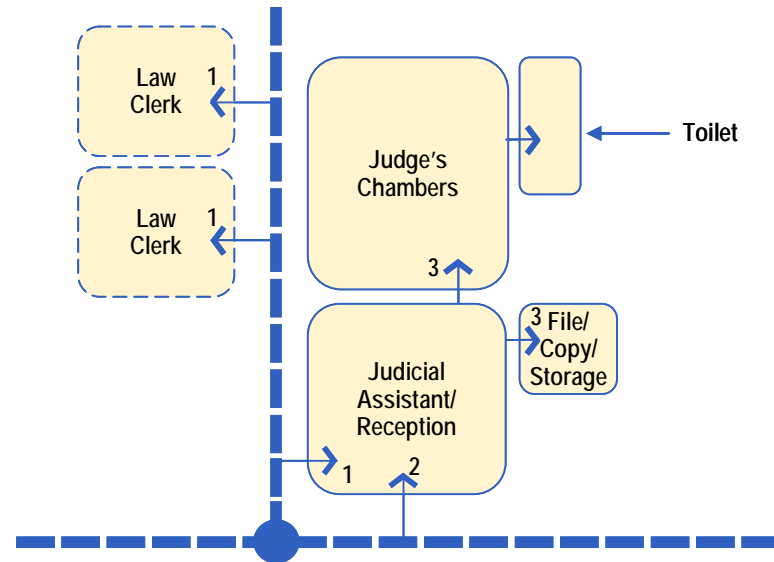 Law
Clerk
1
Law
Clerk
1
Judge's
Chambers
3
Toilet
3 File/
Copy/
Storage
Judicial
Assistant/
Reception
1
2